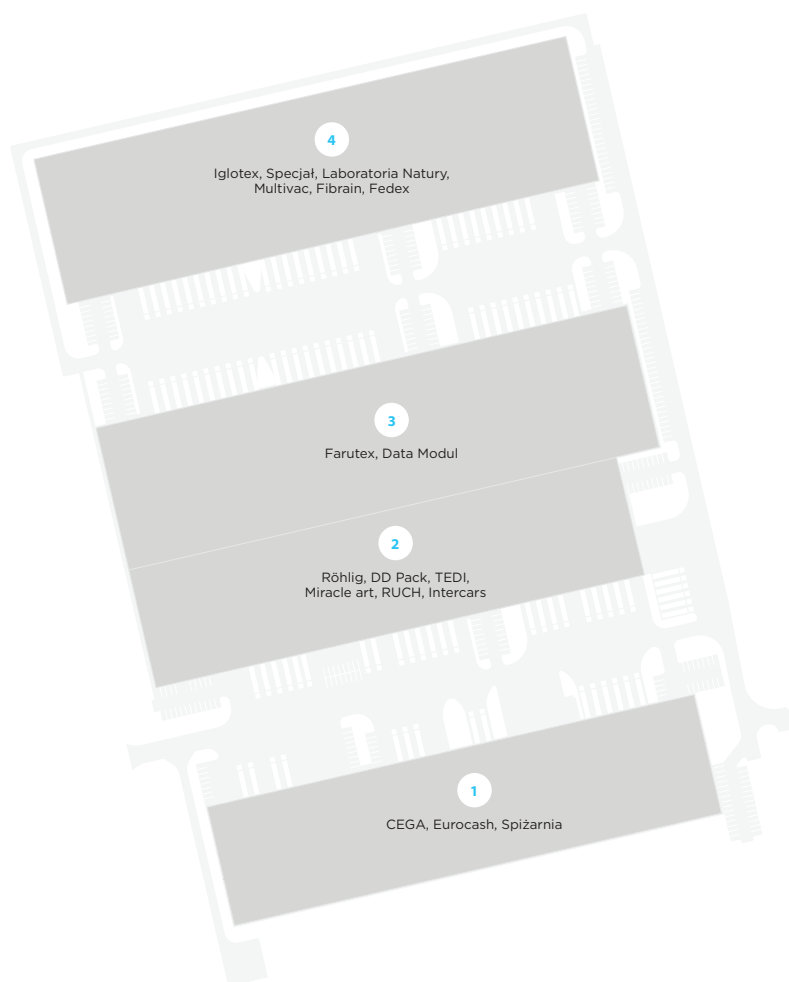 4
Iglotex, Specjał, Laboratoria Natury,
Multivac, Fibrain, Fedex
3
Farutex, Data Modul
2
Röhlig, DD Pack, TEDI,
Miracle art, RUCH, Intercars
1
CEGA, Eurocash, Spiżarnia